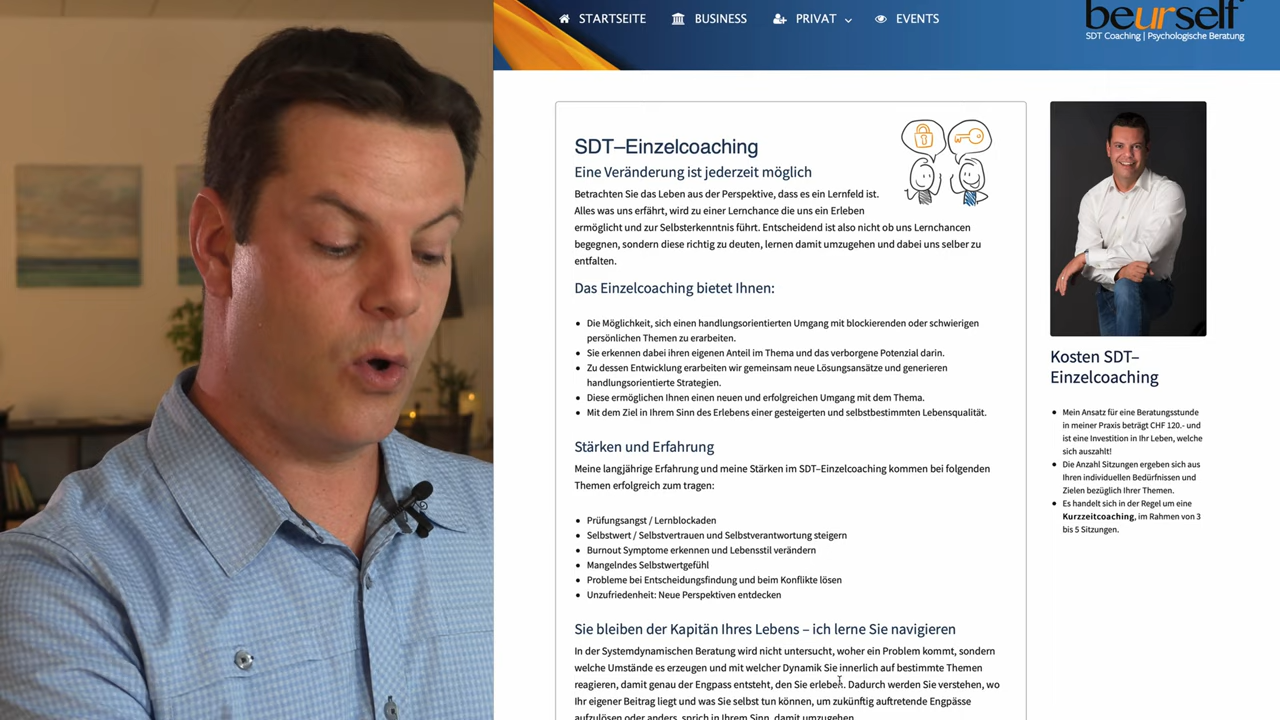 STARTSEITE
BUSINESS
PRIVAT
EVENTS
beurself
SDT Coaching | Psychologische Beratung
SDT–Einzelcoaching
Eine Veränderung ist jederzeit möglich
Betrachten Sie das Leben aus der Perspektive, dass es ein Lernfeld ist.
Alles was uns erfährt, wird zu einer Lernchance die uns ein Erleben
ermöglicht und zur Selbsterkenntnis führt. Entscheidend ist also nicht ob uns Lernchancen
begegnen, sondern diese richtig zu deuten, lernen damit umzugehen und dabei uns selber zu
entfalten.
Das Einzelcoaching bietet Ihnen:
Die Möglichkeit, sich einen handlungsorientierten Umgang mit blockierenden oder schwierigen
persönlichen Themen zu erarbeiten.
Sie erkennen dabei ihren eigenen Anteil im Thema und das verborgene Potenzial darin.
Zu dessen Entwicklung erarbeiten wir gemeinsam neue Lösungsansätze und generieren
handlungsorientierte Strategien.
Diese ermöglichen Ihnen einen neuen und erfolgreichen Umgang mit dem Thema.
Mit dem Ziel in Ihrem Sinn des Erlebens einer gesteigerten und selbstbestimmten Lebensqualität.
Stärken und Erfahrung
Meine langjährige Erfahrung und meine Stärken im SDT–Einzelcoaching kommen bei folgenden
Themen erfolgreich zum tragen:
Prüfungsangst / Lernblockaden
Selbstwert / Selbstvertrauen und Selbstverantwortung steigern
Burnout Symptome erkennen und Lebensstil verändern
Mangelndes Selbstwertgefühl
Probleme bei Entscheidungsfindung und beim Konflikte lösen
Unzufriedenheit: Neue Perspektiven entdecken
Sie bleiben der Kapitän Ihres Lebens – ich lerne Sie navigieren
In der Systemdynamischen Beratung wird nicht untersucht, woher ein Problem kommt, sondern
welche Umstände es erzeugen und mit welcher Dynamik Sie innerlich auf bestimmte Themen
reagieren, damit genau der Engpass entsteht, den Sie erleben. Dadurch werden Sie verstehen, wo
Ihr eigener Beitrag liegt und was Sie selbst tun können, um zukünftig auftretende Engpässe
aufzulösen oder anders, sprich in Ihrem Sinn, damit umzugehen.
Kosten SDT–
Einzelcoaching
Mein Ansatz für eine Beratungsstunde
in meiner Praxis beträgt CHF 120.- und
ist eine Investition in Ihr Leben, welche
sich auszahlt!
Die Anzahl Sitzungen ergeben sich aus
Ihren individuellen Bedürfnissen und
Zielen bezüglich Ihrer Themen.
Es handelt sich in der Regel um eine
Kurzzeitcoaching, im Rahmen von 3
bis 5 Sitzungen.